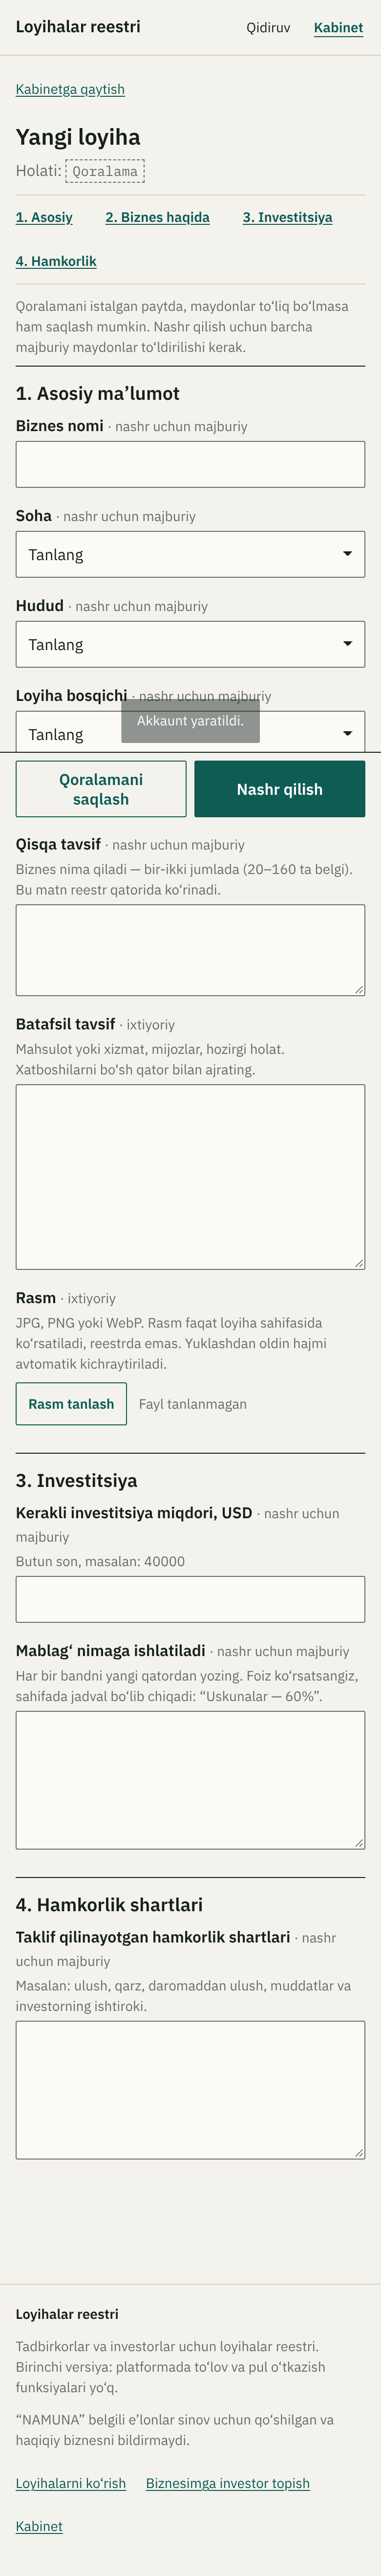 Loyihalar reestri
Qidiruv
Kabinet
Kabinetga qaytish
Yangi loyiha
Holati: Qoralama
1. Asosiy
2. Biznes haqida
3. Investitsiya
4. Hamkorlik
Qoralamani istalgan paytda, maydonlar to‘liq bo‘lmasa
ham saqlash mumkin. Nashr qilish uchun barcha
majburiy maydonlar to‘ldirilishi kerak.
1. Asosiy ma’lumot
Biznes nomi · nashr uchun majburiy
Soha · nashr uchun majburiy
Tanlang
Hudud · nashr uchun majburiy
Tanlang
Loyiha bosqichi · nashr uchun majburiy
Akkaunt yaratildi.
Tanlang
Qoralamani
saqlash
Nashr qilish
Qisqa tavsif · nashr uchun majburiy
Biznes nima qiladi — bir-ikki jumlada (20–160 ta belgi).
Bu matn reestr qatorida ko‘rinadi.
Batafsil tavsif · ixtiyoriy
Mahsulot yoki xizmat, mijozlar, hozirgi holat.
Xatboshilarni bo‘sh qator bilan ajrating.
Rasm · ixtiyoriy
JPG, PNG yoki WebP. Rasm faqat loyiha sahifasida
ko‘rsatiladi, reestrda emas. Yuklashdan oldin hajmi
avtomatik kichraytiriladi.
Rasm tanlash
Fayl tanlanmagan
3. Investitsiya
Kerakli investitsiya miqdori, USD · nashr uchun
majburiy
Butun son, masalan: 40000
Mablag‘ nimaga ishlatiladi · nashr uchun majburiy
Har bir bandni yangi qatordan yozing. Foiz ko‘rsatsangiz,
sahifada jadval bo‘lib chiqadi: “Uskunalar — 60%”.
4. Hamkorlik shartlari
Taklif qilinayotgan hamkorlik shartlari · nashr
uchun majburiy
Masalan: ulush, qarz, daromaddan ulush, muddatlar va
investorning ishtiroki.
Loyihalar reestri
Tadbirkorlar va investorlar uchun loyihalar reestri.
Birinchi versiya: platformada to‘lov va pul o‘tkazish
funksiyalari yo‘q.
“NAMUNA” belgili e’lonlar sinov uchun qo‘shilgan va
haqiqiy biznesni bildirmaydi.
Loyihalarni ko‘rish
Biznesimga investor topish
Kabinet